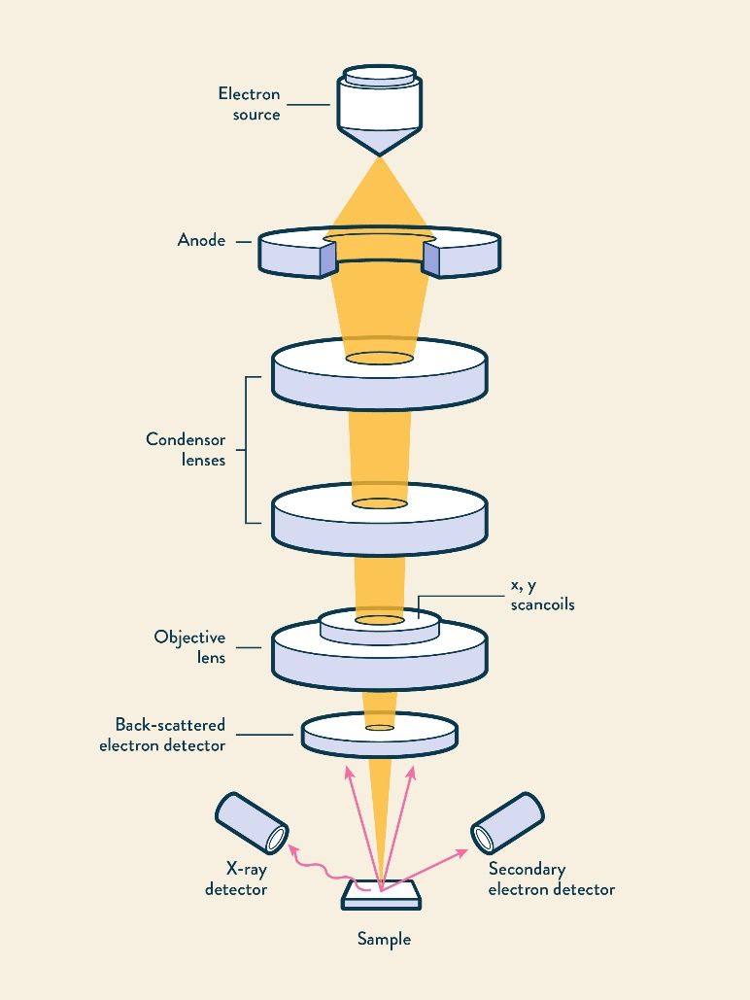 Electron
source
Anode
Condensor
lenses
x, y
scancoils
Objective
lens
Back-scattered
electron detector
X-ray
detector
Secondary
electron detector
Sample